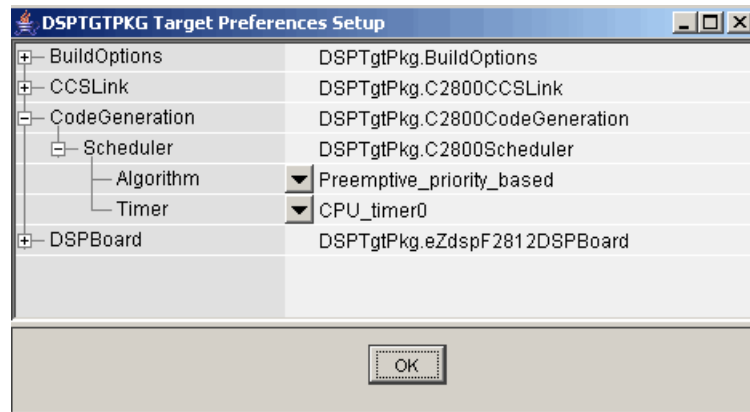 DSPTGTPKG Target Preferences Setup
BuildOptions DSPTgtPkg.BuildOptions
CCSLink DSPTgtPkg.C2800CCSLink
CodeGeneration DSPTgtPkg.C2800CodeGeneration
Scheduler DSPTgtPkg.C2800Scheduler
Algorithm Preemptive_priority_based
Timer CPU_timer0
DSPBoard DSPTgtPkg.eZdspF2812DSPBoard
OK